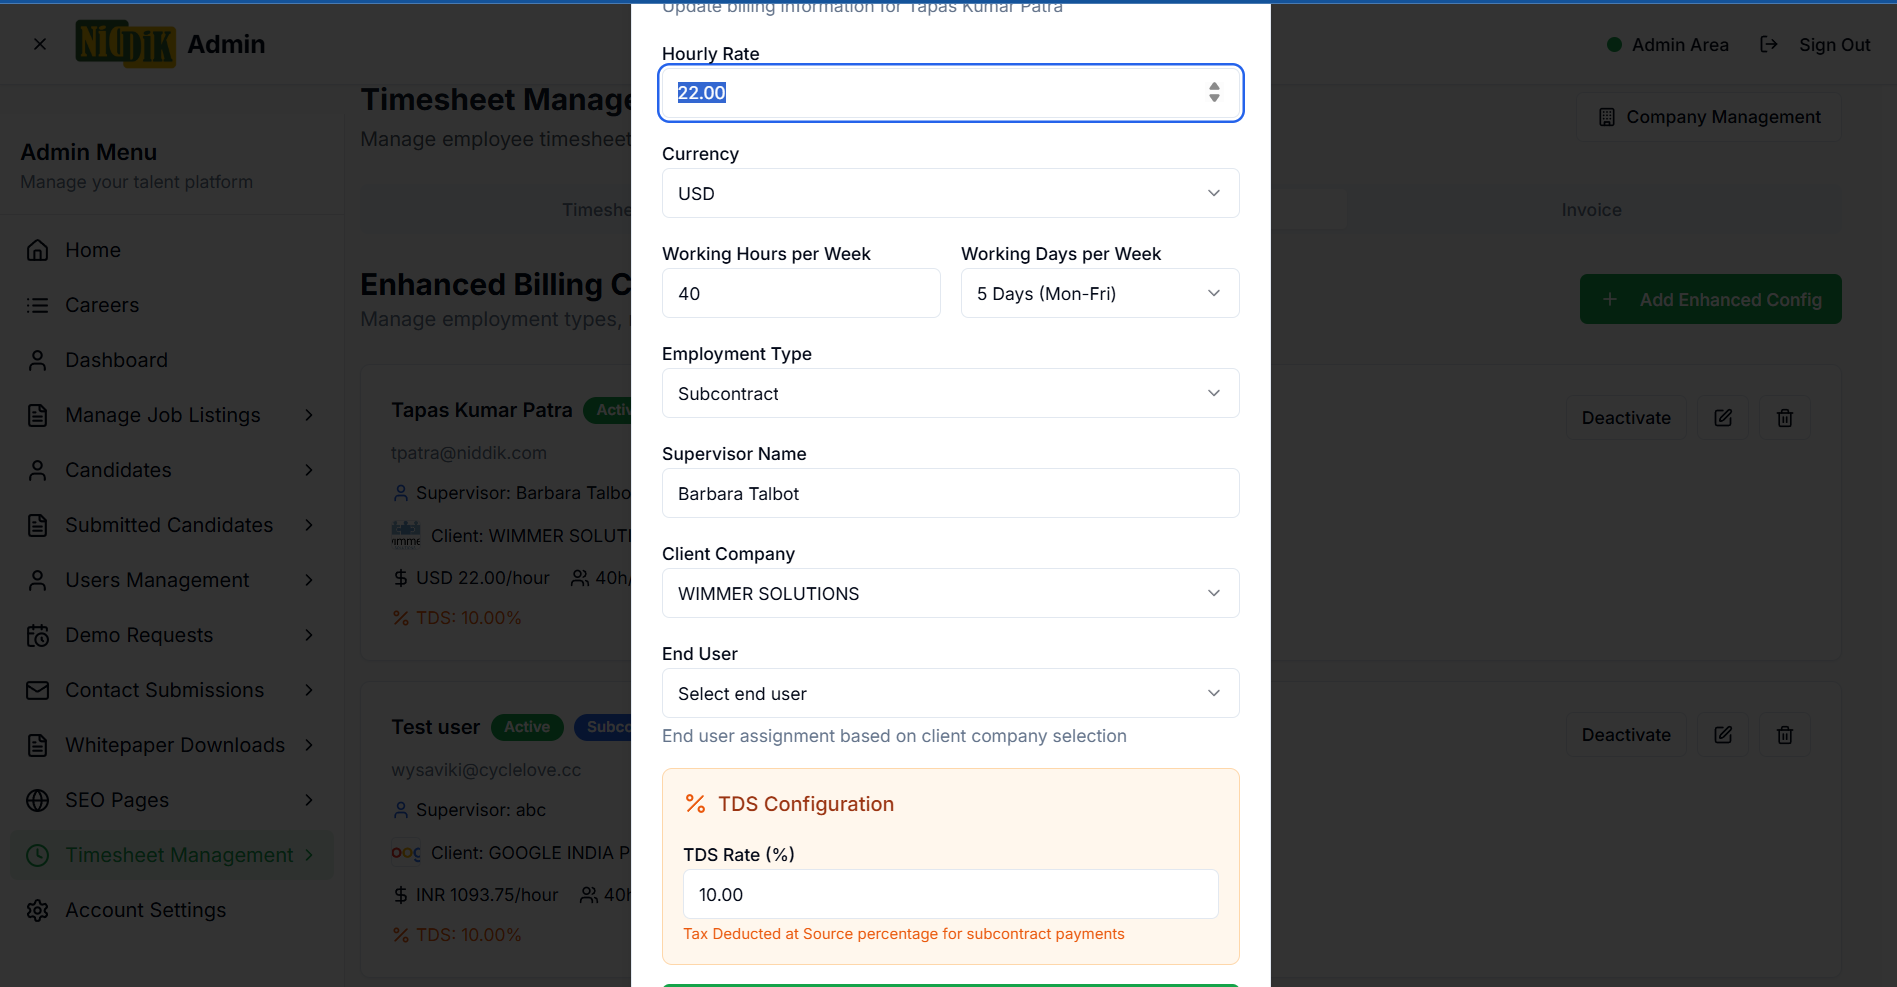 NiDDiK Admin
Admin Area
Sign Out
Admin Menu
Manage your talent platform
Home
Careers
Dashboard
Manage Job Listings
Candidates
Submitted Candidates
Users Management
Demo Requests
Contact Submissions
Whitepaper Downloads
SEO Pages
Timesheet Management
Account Settings
Timesheet Manage
Manage employee timesheet
Company Management
Timeshe
Invoice
Enhanced Billing C
Manage employment types,
Add Enhanced Config
Tapas Kumar Patra Activ
tpatra@niddik.com
Supervisor: Barbara Talbo
Client: WIMMER SOLUTI
USD 22.00/hour 40h/
TDS: 10.00%
Deactivate
Test user Active Subco
wysaviki@cyclelove.cc
Supervisor: abc
Client: GOOGLE INDIA P
INR 1093.75/hour 40h
TDS: 10.00%
Deactivate
Update billing information for Tapas Kumar Patra
Hourly Rate
22.00
Currency
USD
Working Hours per Week
40
Working Days per Week
5 Days (Mon-Fri)
Employment Type
Subcontract
Supervisor Name
Barbara Talbot
Client Company
WIMMER SOLUTIONS
End User
Select end user
End user assignment based on client company selection
TDS Configuration
TDS Rate (%)
10.00
Tax Deducted at Source percentage for subcontract payments